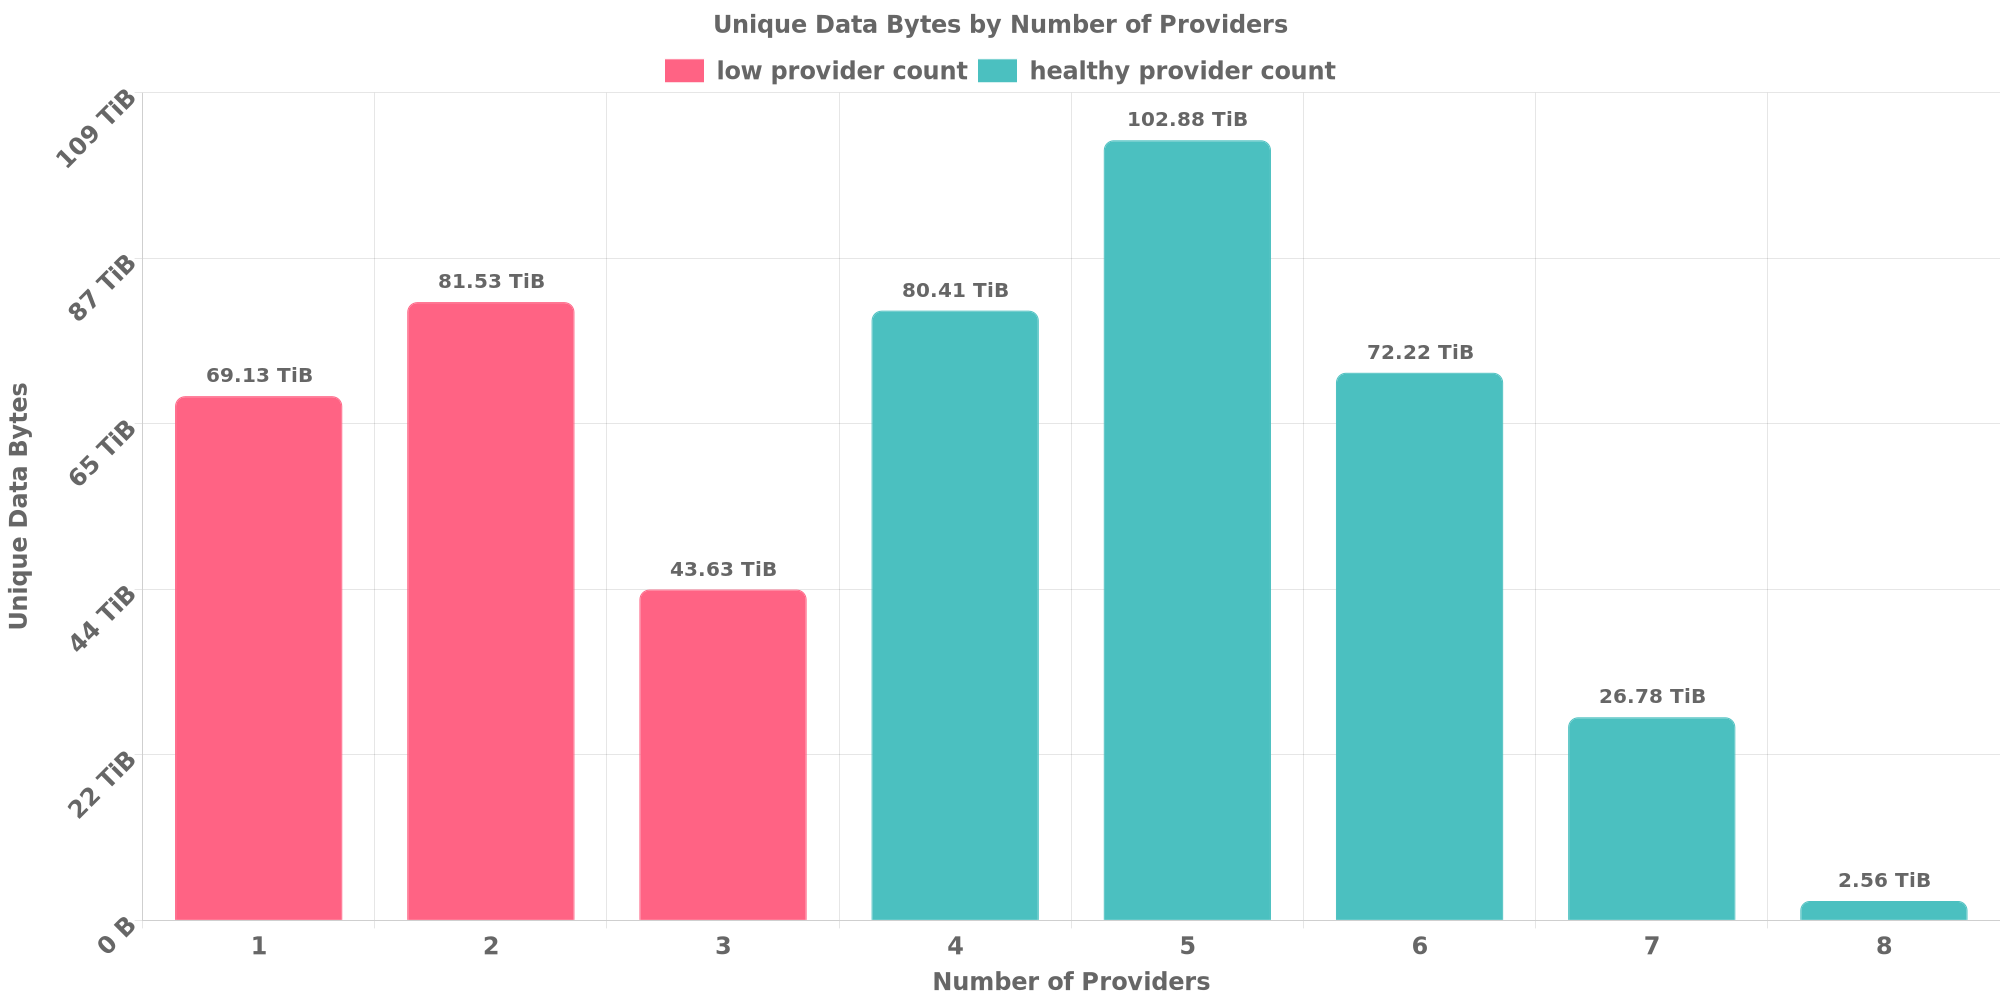 Unique Data Bytes by Number of Providers
low provider count healthy provider count
109 TiB
87 TiB
65 TiB
44 TiB
22 TiB
0 B
Unique Data Bytes
69.13 TiB
81.53 TiB
43.63 TiB
80.41 TiB
102.88 TiB
72.22 TiB
26.78 TiB
2.56 TiB
1 2 3 4 5 6 7 8
Number of Providers